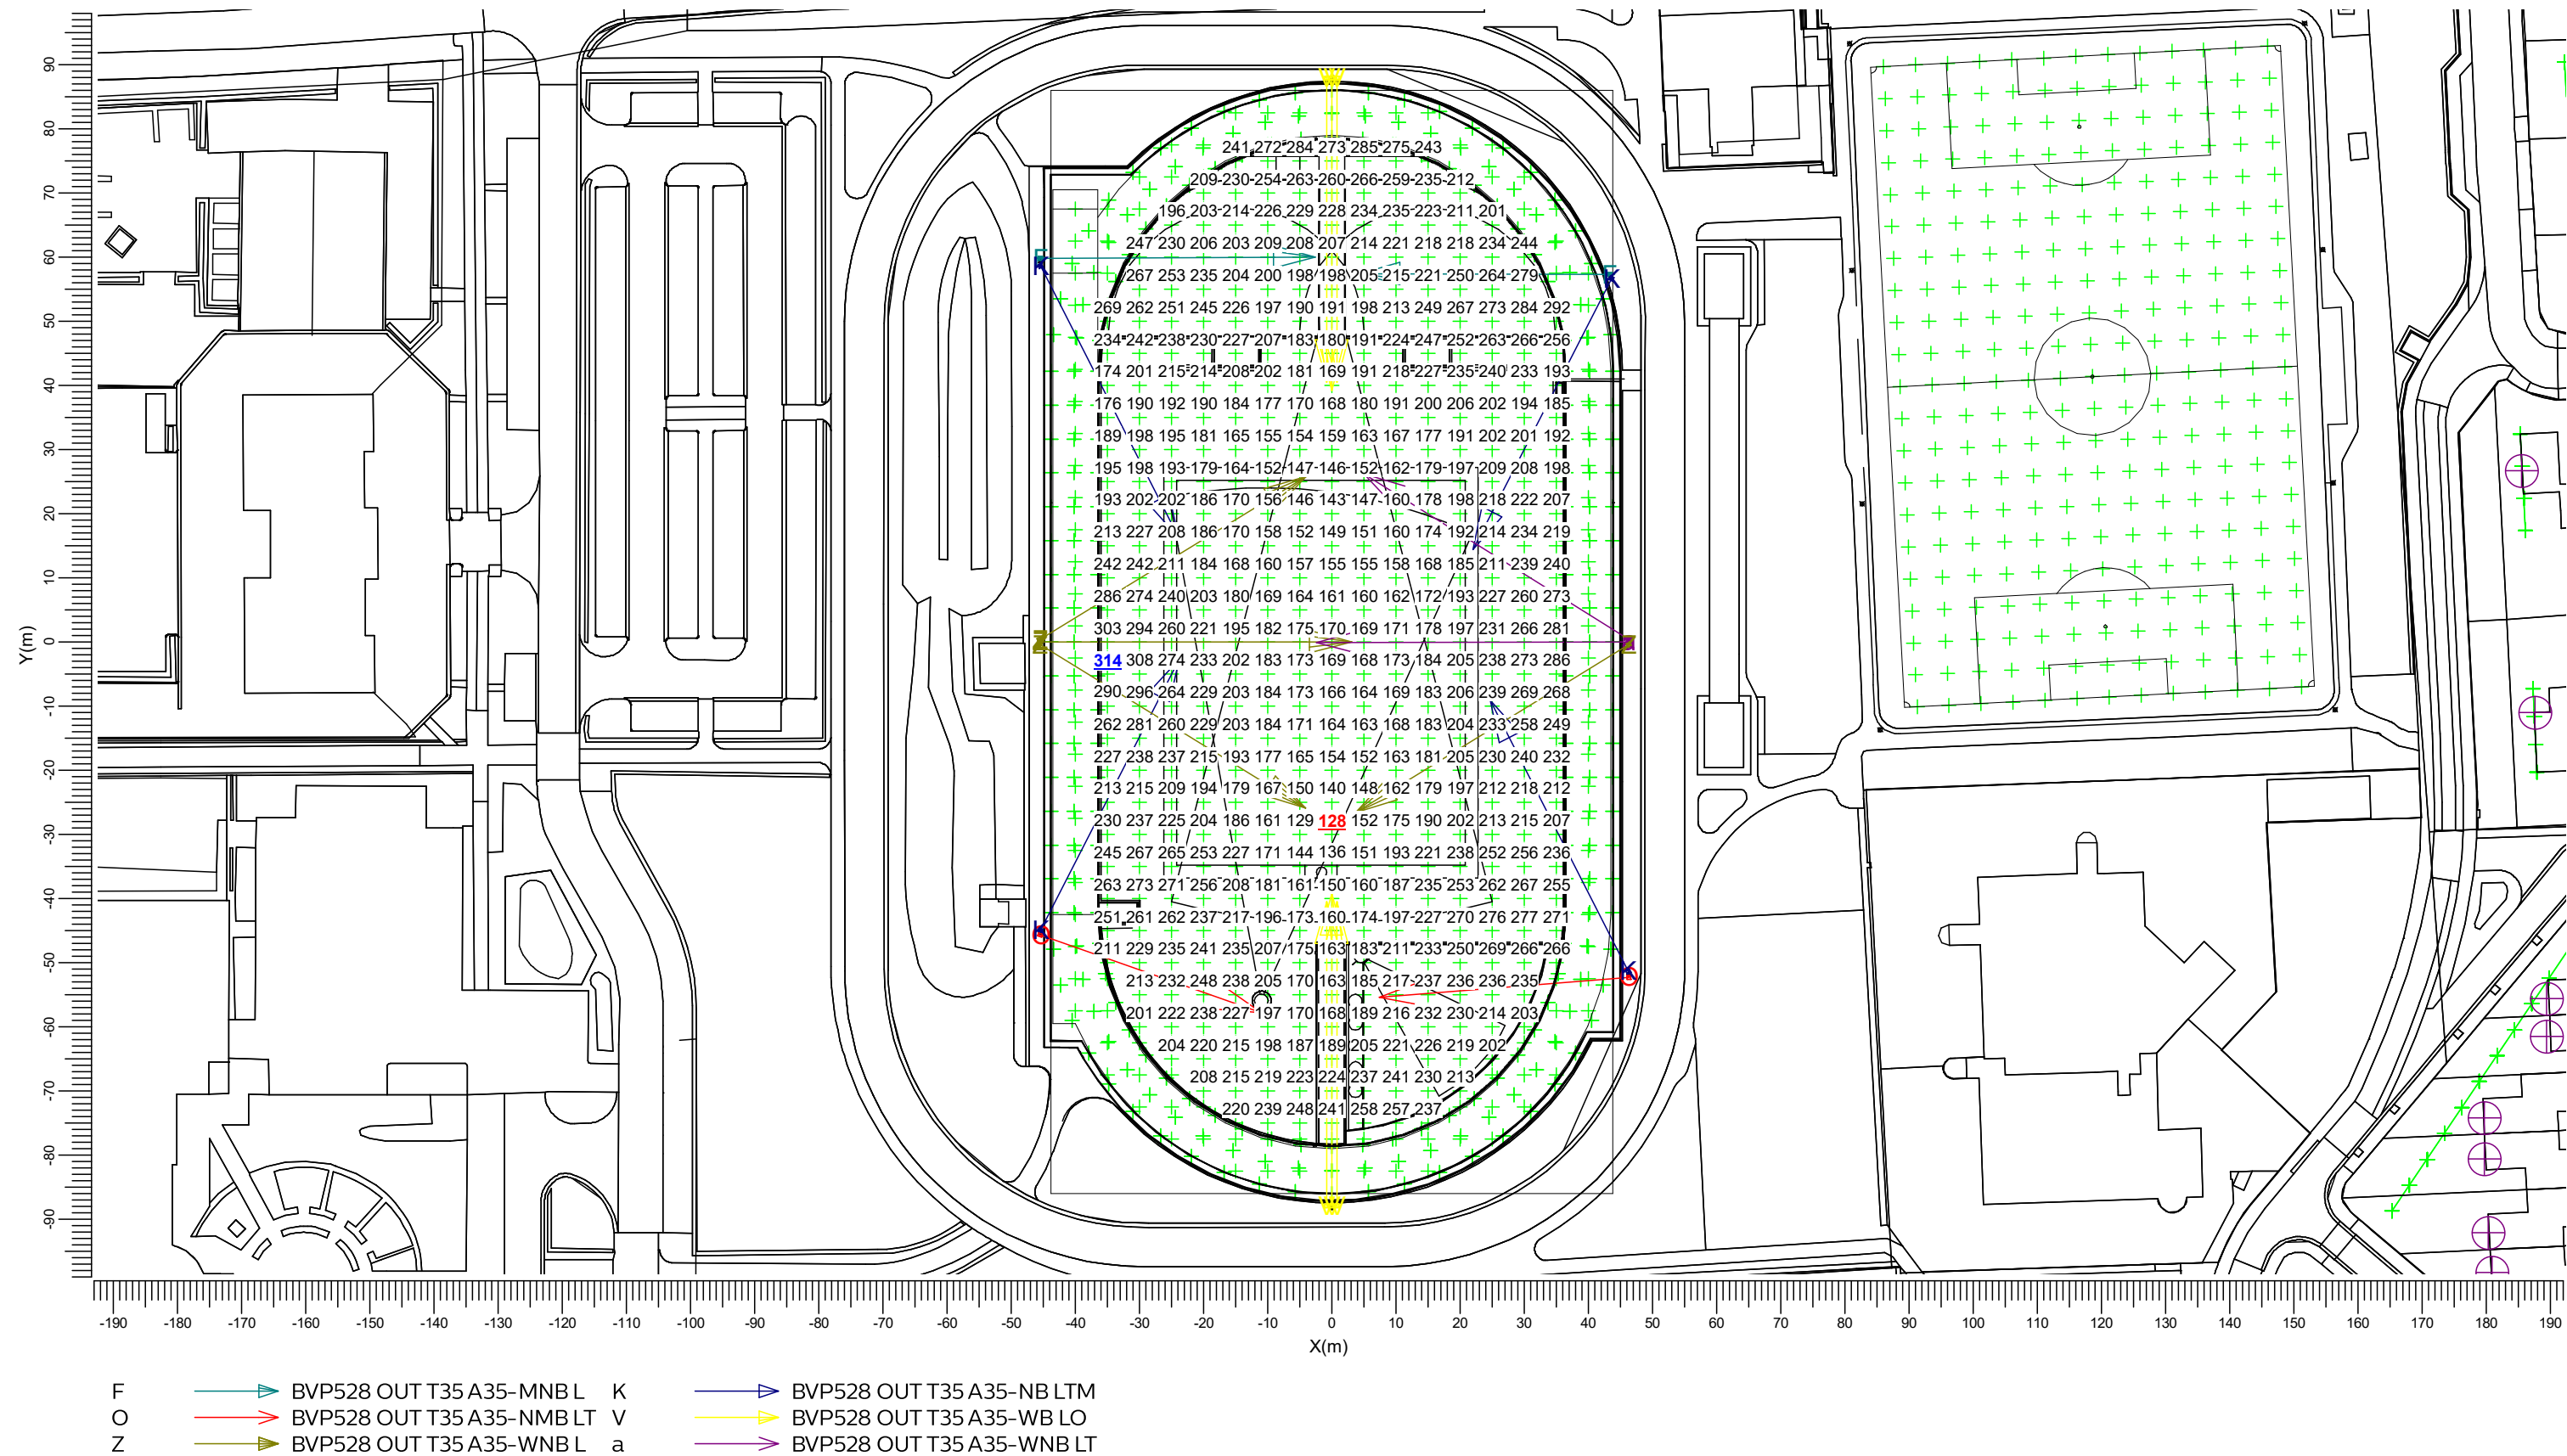 90
80
241 272 284 273 285 275 243
70
209 230 254 263 260 266 259 235 212
196 203 214 226 229 228 234 235 223 211 201
247 230 206 203 209 208 207 214 221 218 218 234 244
60
F F
K K
267 253 235 204 200 198 198 205 215 221 250 264 279
269 262 251 245 226 197 190 191 198 213 249 267 273 284 292
50
234 242 238 230 227 207 183 180 191 224 247 252 263 266 256
174 201 215 214 208 202 181 169 191 218 227 235 240 233 193
40
176 190 192 190 184 177 170 168 180 191 200 206 202 194 185
189 198 195 181 165 155 154 159 163 167 177 191 202 201 192
30
195 198 193 179 164 152 147 146 152 162 179 197 209 208 198
193 202 202 186 170 156 146 143 147 160 178 198 218 222 207
20
213 227 208 186 170 158 152 149 151 160 174 192 214 234 219
242 242 211 184 168 160 157 155 155 158 168 185 211 239 240
10
286 274 240 203 180 169 164 161 160 162 172 193 227 260 273
303 294 260 221 195 182 175 170 169 171 178 197 231 266 281
0
Y(m)
Z
314 308 274 233 202 183 173 169 168 173 184 205 238 273 286
290 296 264 229 203 184 173 166 164 169 183 206 239 269 268
-10
262 281 260 229 203 184 171 164 163 168 183 204 233 258 249
227 238 237 215 193 177 165 154 152 163 181 205 230 240 232
-20
213 215 209 194 179 167 150 140 148 162 179 197 212 218 212
230 237 225 204 186 161 129 128 152 175 190 202 213 215 207
-30
245 267 265 253 227 171 144 136 151 193 221 238 252 256 236
263 273 271 256 208 181 161 150 160 187 235 253 262 267 255
-40
251 261 262 237 217 196 173 160 174 197 227 270 276 277 271
K
O
211 229 235 241 235 207 175 163 183 211 233 250 269 266 266
-50
K
O
213 232 248 238 205 170 163 185 217 237 236 236 235
201 222 238 227 197 170 168 189 216 232 230 214 203
-60
204 220 215 198 187 189 205 221 226 219 202
208 215 219 223 224 237 241 230 213
-70
220 239 248 241 258 257 237
-80
-90
-190 -180 -170 -160 -150 -140 -130 -120 -110 -100 -90 -80 -70 -60 -50 -40 -30 -20 -10 0 10 20 30 40 50 60 70 80 90 100 110 120 130 140 150 160 170 180 190
X(m)
F BVP528 OUT T35 A35-MNB L K BVP528 OUT T35 A35-NB LTM
O BVP528 OUT T35 A35-NMB LT V BVP528 OUT T35 A35-WB LO
Z BVP528 OUT T35 A35-WNB L a BVP528 OUT T35 A35-WNB LT